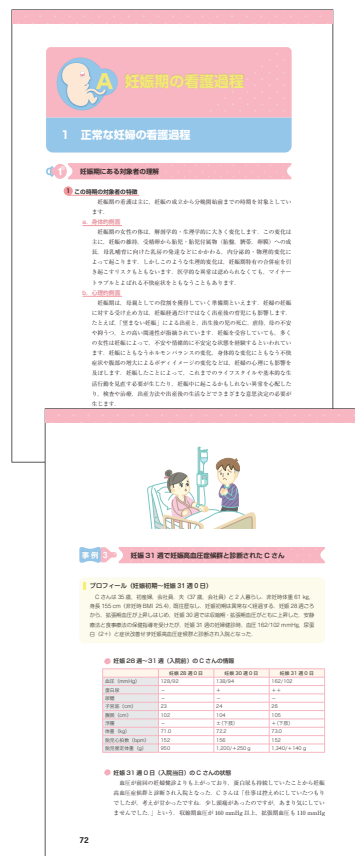 A 妊娠期の看護過程
1 正常な妊婦の看護過程
1 妊娠期にある対象者の理解
1 この時期の対象者の特徴
妊娠期の看護は主に，妊娠の成立から分娩開始前までの時期を対象としてい
ます．
a. 身体的側面
妊娠期の女性の体は，解剖学的・生理学的に大きく変化します．この変化は
主に，妊娠の維持，受精卵から胎児・胎児付属物（胎盤，臍帯，卵膜）への成
長，母乳哺育に向けた乳房の発達などにかかわる，内分泌的・物理的変化に
よって起こります．しかしこのような生理的変化は，妊娠期特有の合併症を引
き起こすリスクもともないます．医学的な異常は認められなくても，マイナー
トラブルとよばれる不快症状をともなうこともあります．
b. 心理的側面
妊娠期は，母親としての役割を獲得していく準備期といえます．妊婦の妊娠
に対する受け止め方は，妊娠経過だけではなく出産後の育児にも影響します．
たとえば，「望まない妊娠」による出産と，出生後の児の死亡，虐待，母の不安
や抑うつ，との高い関連性が指摘されています．妊娠を受容していても，多く
の女性は妊娠によって，不安や情緒的に不安定な状態を経験するといわれてい
ます．妊娠にともなうホルモンバランスの変化，身体的な変化にともなう不快
症状や腹部の増大によるボディイメージの変化などは，妊婦の心理にも影響を
及ぼします．妊娠したことによって，これまでのライフスタイルや基本的な生
活行動を見直す必要が生じたり，妊娠中に起こるかもしれない異常を心配した
り，検査や治療，出産方法や出産後の生活などでさまざまな意思決定の必要が
生じます．
事例 3 妊娠31週で妊娠高血圧症候群と診断されたCさん
プロフィール（妊娠初期〜妊娠31週0日）
Cさんは35歳，初産婦，会社員．夫（37歳，会社員）と2人暮らし．非妊時体重61 kg，
身長155 cm（非妊時BMI 25.4)，既往歴なし．妊娠初期は異常なく経過する．妊娠28週ごろ
から，拡張期血圧が上昇しはじめ，妊娠30週では収縮期・拡張期血圧がともに上昇した．安静
療法と食事療法の保健指導を受けたが，妊娠31週の妊婦健診時，血圧162/102 mmHg，尿蛋
白（2+）と症状改善せず妊娠高血圧症候群と診断され入院となった．
● 妊娠28週〜31週（入院前）のCさんの情報
妊娠28週0日 妊娠30週0日 妊娠31週0日
血圧（mmHg） 128/92 138/94 162/102
蛋白尿 − + ++
尿糖 − − −
子宮底（cm） 23 24 26
腹囲（cm） 102 104 105
浮腫 − ±(下肢) +(下肢)
体重（kg） 71.0 72.2 73.0
胎児心拍数（bpm） 152 156 152
胎児推定体重（g） 950 1,200/+250 g 1,340/+140 g
● 妊娠31週0日（入院当日）のCさんの状態
血圧が前回の妊婦健診よりも上がっており，蛋白尿も持続していたことから妊娠
高血圧症候群と診断され入院となった．Cさんは「仕事は控えめにしていたつもり
でしたが，考えが甘かったですね．少し頭痛があったのですが，あまり気にしてい
ませんでした．」という．収縮期血圧が160 mmHg以上，拡張期血圧も110 mmHg
72